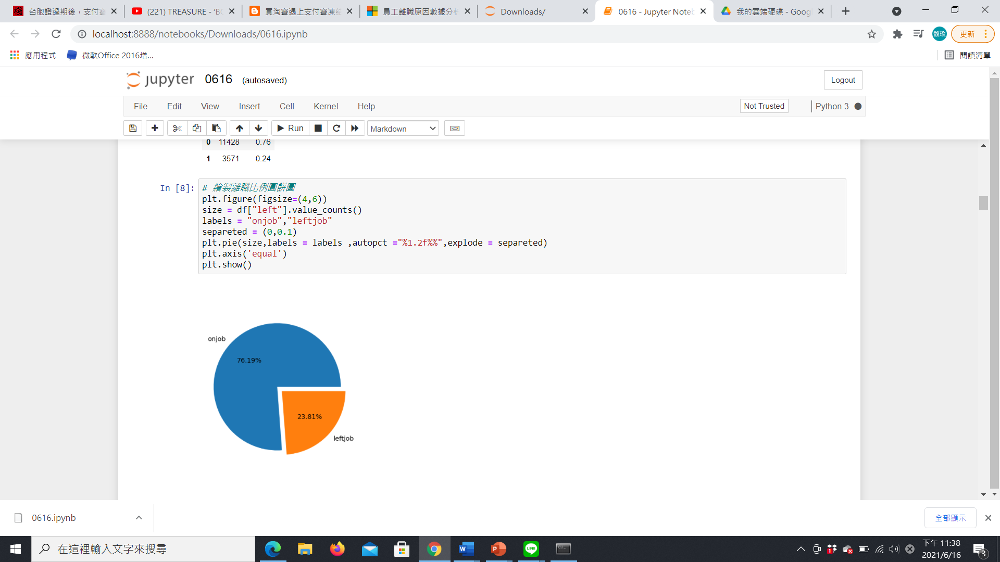 台胞證過期後，支付寶
(221) TREASURE - ‘BO
買淘寶遇上支付寶凍結
員工離職原因數據分析
Downloads/
0616 - Jupyter Noteb
我的雲端硬碟 - Goog
localhost:8888/notebooks/Downloads/0616.ipynb
馥瑜
更新
應用程式
微軟Office 2016增...
閱讀清單
jupyter 0616 (autosaved)
Logout
File Edit View Insert Cell Kernel Help
Not Trusted
Python 3
Run
Markdown
0 11428 0.76
1 3571 0.24
In [8]:
# 繪製離職比例圓餅圖
plt.figure(figsize=(4,6))
size = df["left"].value_counts()
labels = "onjob","leftjob"
separeted = (0,0.1)
plt.pie(size,labels = labels ,autopct ="%1.2f%%",explode = separeted)
plt.axis('equal')
plt.show()
onjob
76.19%
23.81%
leftjob
0616.ipynb
全部顯示
在這裡輸入文字來搜尋
下午 11:38
2021/6/16
3